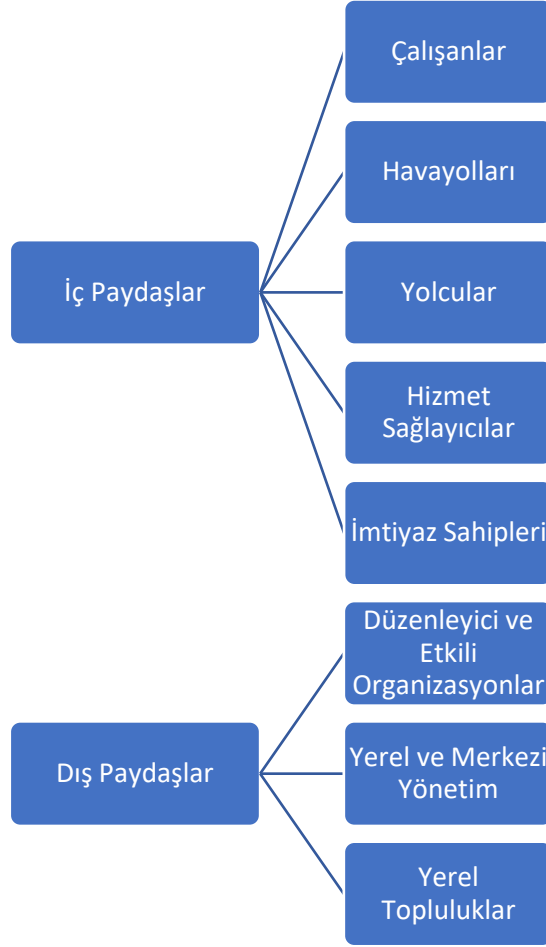 İç Paydaşlar
Çalışanlar
Havayolları
Yolcular
Hizmet
Sağlayıcılar
İmtiyaz Sahipleri
Dış Paydaşlar
Düzenleyici ve
Etkili
Organizasyonlar
Yerel ve Merkezi
Yönetim
Yerel
Topluluklar